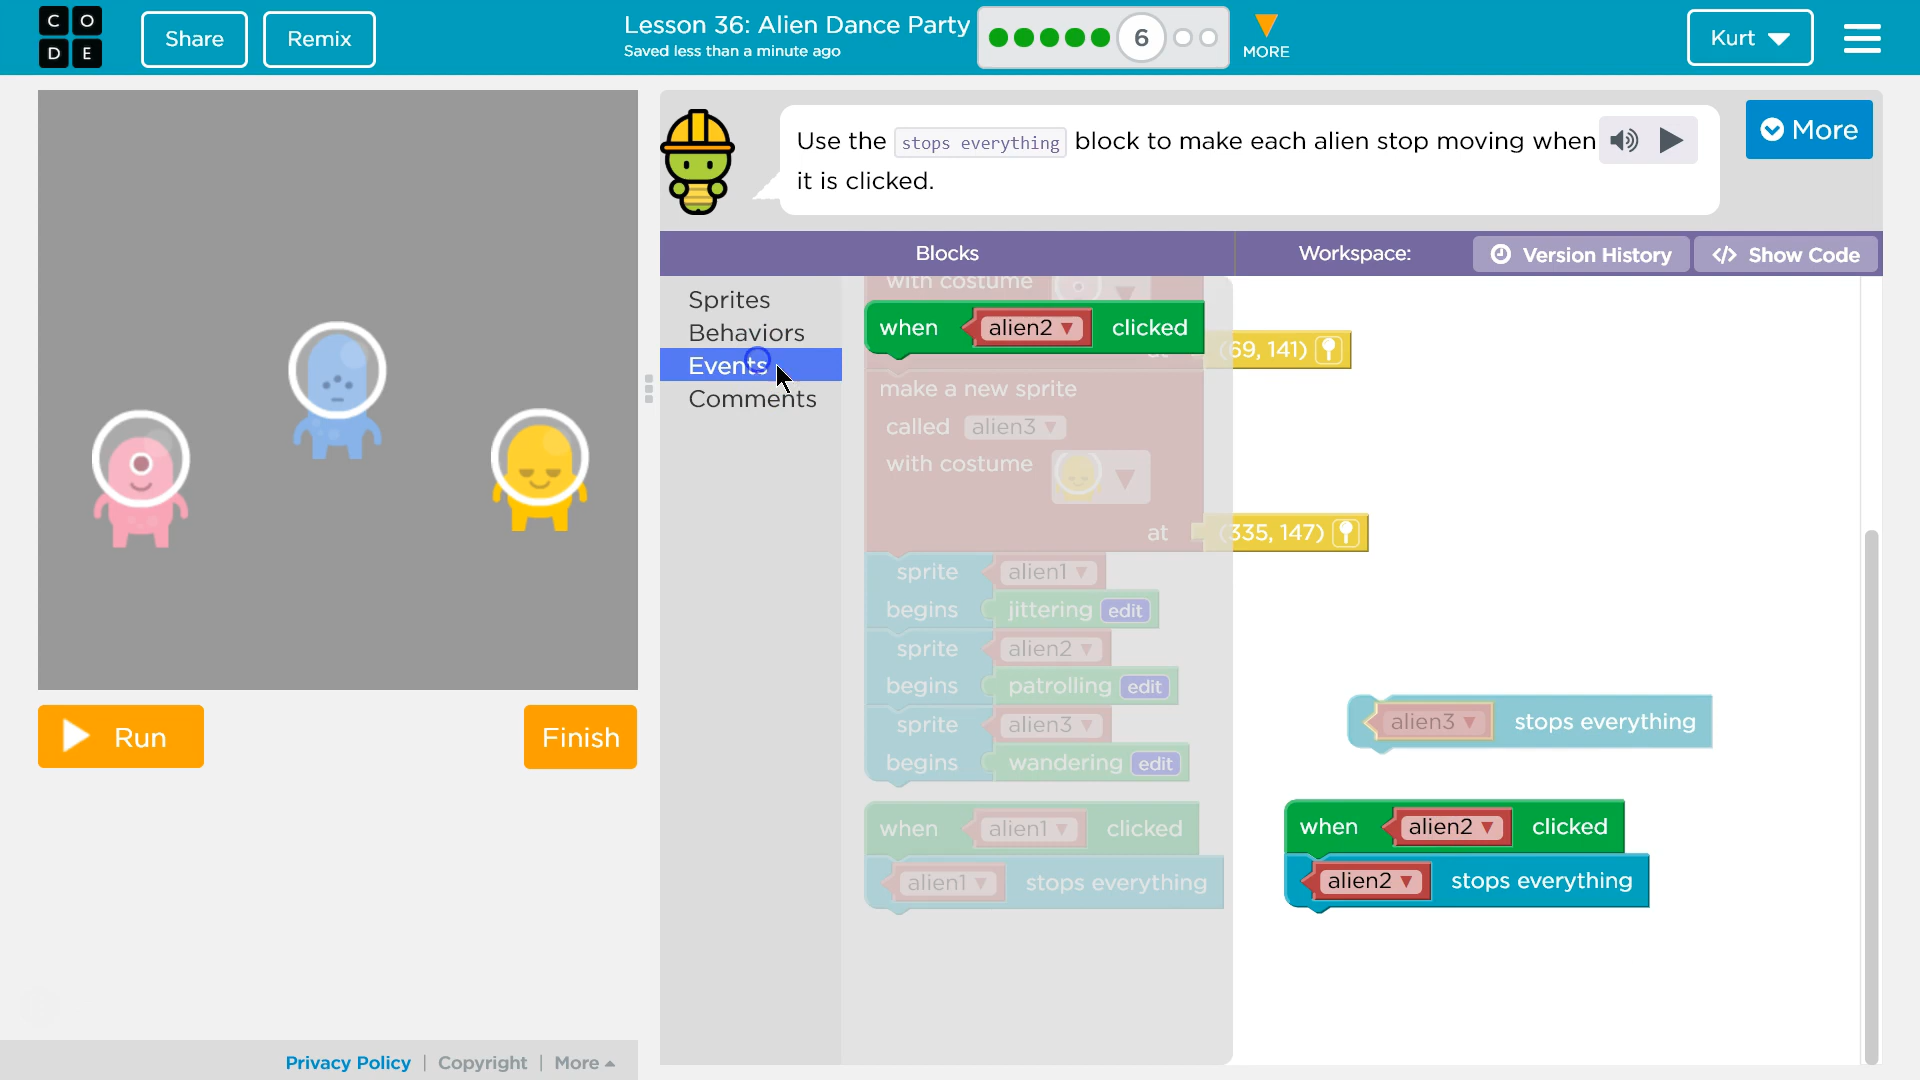 C O
D E
Share
Remix
Lesson 36: Alien Dance Party
Saved less than a minute ago
6
MORE
Kurt
Use the stops everything block to make each alien stop moving when
it is clicked.
More
Blocks
Workspace:
Version History
</> Show Code
Sprites
Behaviors
Events
Comments
with costume
when alien2 clicked
at (69, 141)
make a new sprite
called alien3
with costume
at (335, 147)
sprite alien1
begins jittering edit
sprite alien2
begins patrolling edit
sprite alien3
begins wandering edit
when alien1 clicked
alien1 stops everything
alien3 stops everything
when alien2 clicked
alien2 stops everything
Run
Finish
Privacy Policy | Copyright | More